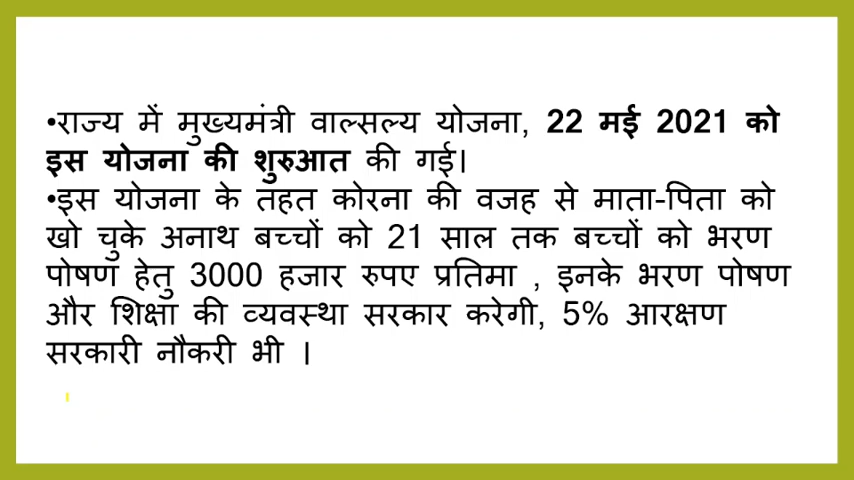 •राज्य में मुख्यमंत्री वाल्सल्य योजना, 22 मई 2021 को
इस योजना की शुरुआत की गई।
•इस योजना के तहत कोरना की वजह से माता-पिता को
खो चुके अनाथ बच्चों को 21 साल तक बच्चों को भरण
पोषण हेतु 3000 हजार रुपए प्रतिमा , इनके भरण पोषण
और शिक्षा की व्यवस्था सरकार करेगी, 5% आरक्षण
सरकारी नौकरी भी ।